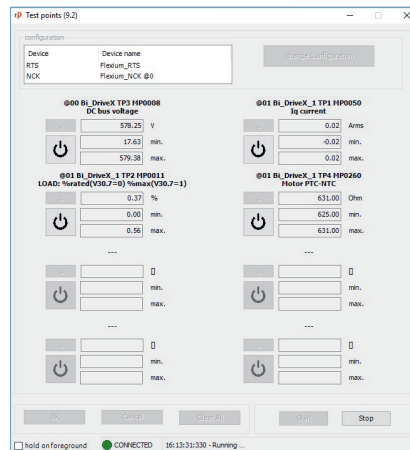 Test points (9.2)
configuration
Device Device name
RTS Flexium_RTS
NCK Flexium_NCK @0
change Configuration
@00 Bi_DriveX TP3 MP0008
DC bus voltage
... 578.25 V
17.63 min.
579.38 max.
@01 Bi_DriveX_1 TP1 MP0050
Iq current
... 0.02 Arms
-0.02 min.
0.02 max.
@01 Bi_DriveX_1 TP2 MP0011
LOAD: %rated(V30.7=0) %max(V30.7=1)
... 0.37 %
0.00 min.
0.56 max.
@01 Bi_DriveX_1 TP4 MP0260
Motor PTC-NTC
... 631.00 Ohm
625.00 min.
631.00 max.
---
... []
min.
max.
---
... []
min.
max.
---
... []
min.
max.
---
... []
min.
max.
OK Cancel Clear All Start Stop
hold on foreground CONNECTED 16:13:31:330 - Running ...